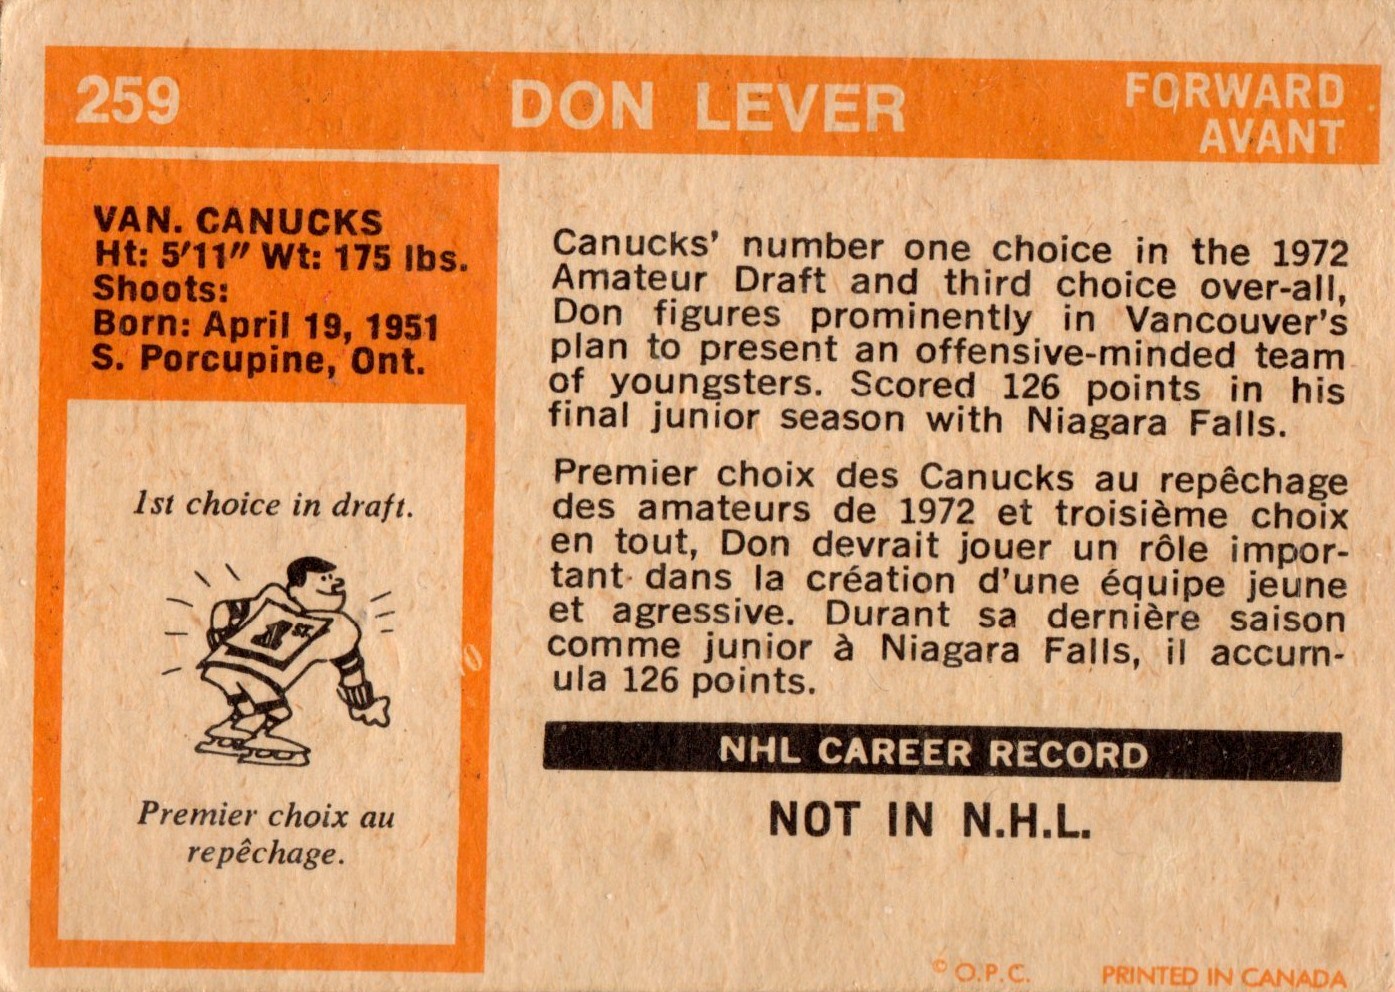 259
DON LEVER
FORWARD
AVANT
VAN. CANUCKS
Ht: 5'11" Wt: 175 lbs.
Shoots:
Born: April 19, 1951
S. Porcupine, Ont.
1st choice in draft.
1ST.
Premier choix au
repêchage.
Canucks' number one choice in the 1972
Amateur Draft and third choice over-all,
Don figures prominently in Vancouver's
plan to present an offensive-minded team
of youngsters. Scored 126 points in his
final junior season with Niagara Falls.
Premier choix des Canucks au repêchage
des amateurs de 1972 et troisième choix
en tout, Don devrait jouer un rôle impor-
tant dans la création d'une équipe jeune
et agressive. Durant sa dernière saison
comme junior à Niagara Falls, il accum-
ula 126 points.
NHL CAREER RECORD
NOT IN N.H.L.
© O.P.C.
PRINTED IN CANADA